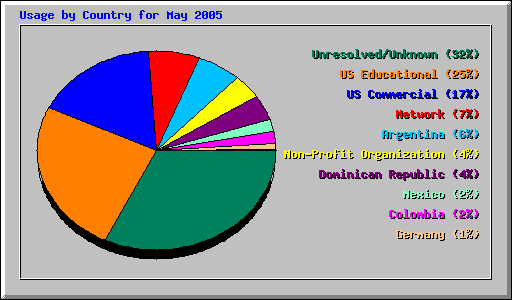 Usage by Country for May 2005
Unresolved/Unknown (32%)
US Educational (25%)
US Commercial (17%)
Network (7%)
Argentina (6%)
Non-Profit Organization (4%)
Dominican Republic (4%)
Mexico (2%)
Colombia (2%)
Germany (1%)